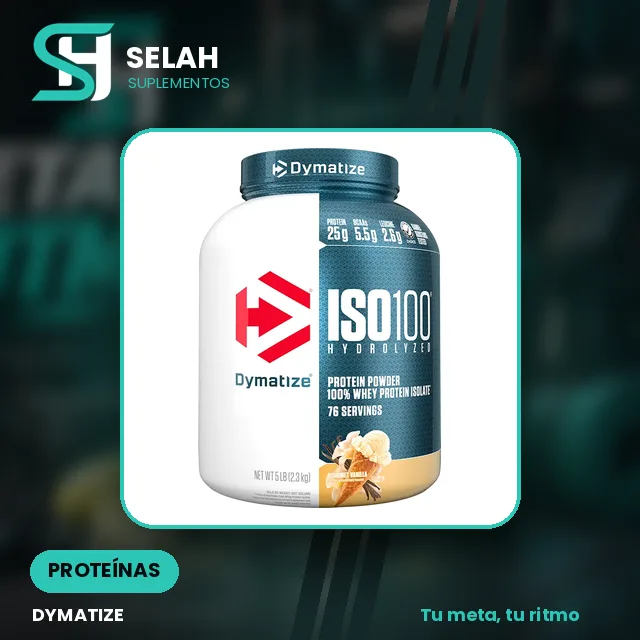 SELAH
SUPLEMENTOS
Dymatize
PROTEIN BCAAs LEUCINE
25g 5.5g 2.6g
ISO100
HYDROLYZED
Dymatize
PROTEIN POWDER
100% WHEY PROTEIN ISOLATE
76 SERVINGS
VANILLA
NET WT 5 LB (2.3 kg)
PROTEÍNAS
DYMATIZE
Tu meta, tu ritmo